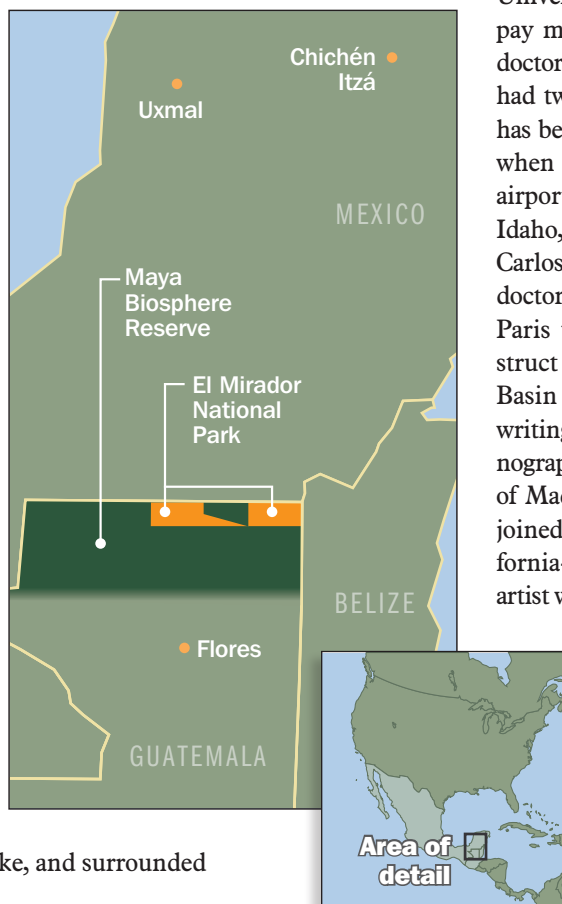 Chichén
Itzá
Uxmal
MEXICO
Maya
Biosphere
Reserve
El Mirador
National
Park
BELIZE
Flores
GUATEMALA
Area of
detail
ke, and surrounded
Univer
pay m
doctor
had tw
has be
when
airpor
Idaho,
Carlos
doctor
Paris
struct
Basin
writing
nograp
of Mac
joined
fornia-
artist w